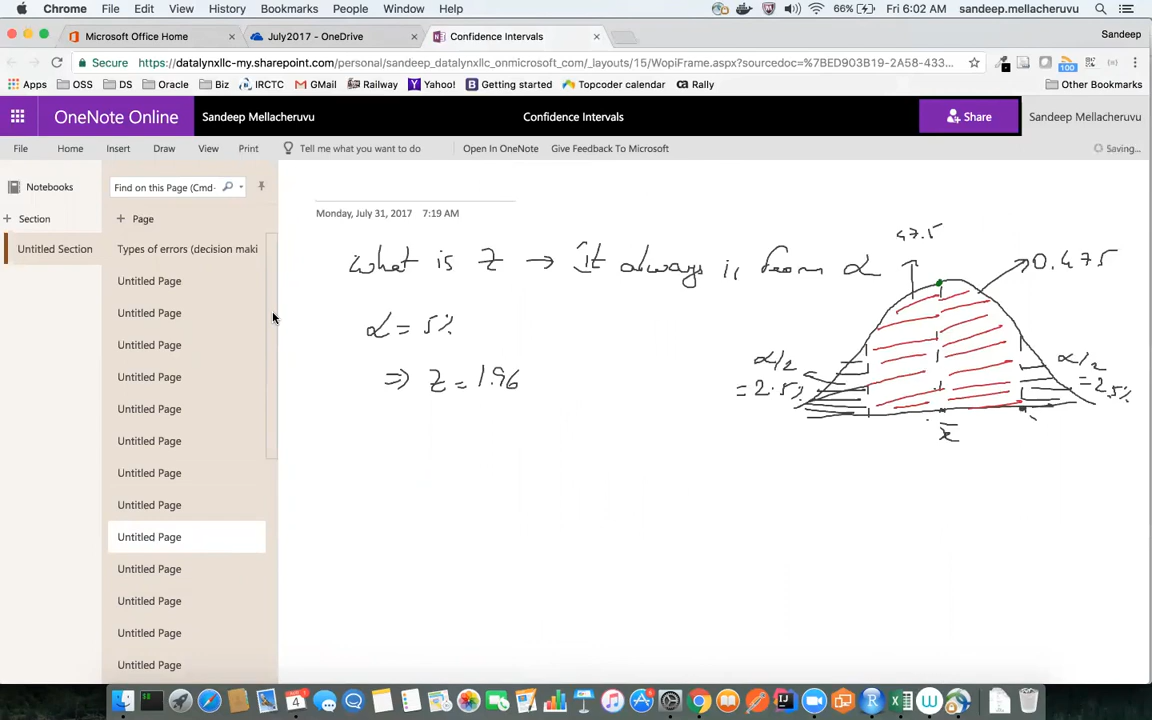 Chrome File Edit View History Bookmarks People Window Help 66% Fri 6:02 AM sandeep.mellacheruvu
Microsoft Office Home July2017 - OneDrive Confidence Intervals Sandeep
Secure https://datalynxllc-my.sharepoint.com/personal/sandeep_datalynxllc_onmicrosoft_com/_layouts/15/WopiFrame.aspx?sourcedoc=%7BED903B19-2A58-433... 100
Apps OSS DS Oracle Biz IRCTC GMail Railway Yahoo! Getting started Topcoder calendar Rally Other Bookmarks
OneNote Online Sandeep Mellacheruvu Confidence Intervals Share Sandeep Mellacheruvu
File Home Insert Draw View Print Tell me what you want to do Open In OneNote Give Feedback To Microsoft Saving...
Notebooks Find on this Page (Cmd-
Section Page
Untitled Section Types of errors (decision maki
Untitled Page
Untitled Page
Untitled Page
Untitled Page
Untitled Page
Untitled Page
Untitled Page
Untitled Page
Untitled Page
Untitled Page
Untitled Page
Untitled Page
Untitled Page
Monday, July 31, 2017 7:19 AM
What is Z → It always is from α
α = 5%
⇒ Z = 1.96
47.5
0.475
α/2
= 2.5%
α/2
= 2.5%
x̄